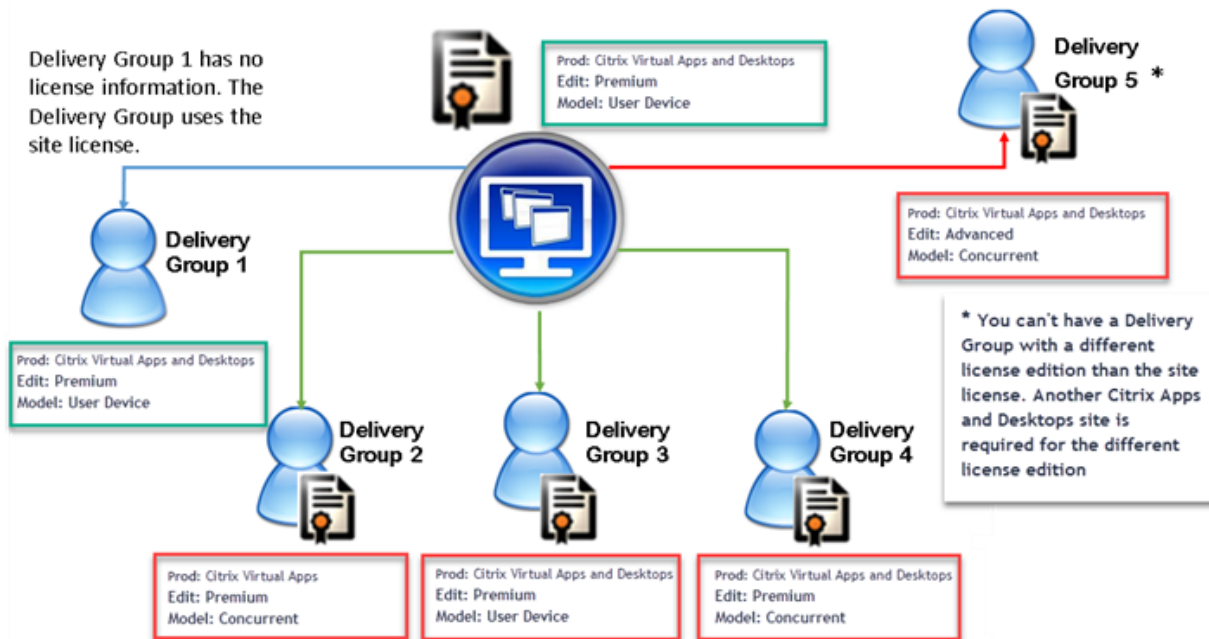 Delivery Group 1 has no
license information. The
Delivery Group uses the
site license.
Prod: Citrix Virtual Apps and Desktops
Edit: Premium
Model: User Device
Delivery
Group 5 *
Prod: Citrix Virtual Apps and Desktops
Edit: Advanced
Model: Concurrent
* You can't have a Delivery
Group with a different
license edition than the site
license. Another Citrix Apps
and Desktops site is
required for the different
license edition
Delivery
Group 1
Prod: Citrix Virtual Apps and Desktops
Edit: Premium
Model: User Device
Delivery
Group 2
Prod: Citrix Virtual Apps
Edit: Premium
Model: Concurrent
Delivery
Group 3
Prod: Citrix Virtual Apps and Desktops
Edit: Premium
Model: User Device
Delivery
Group 4
Prod: Citrix Virtual Apps and Desktops
Edit: Premium
Model: Concurrent